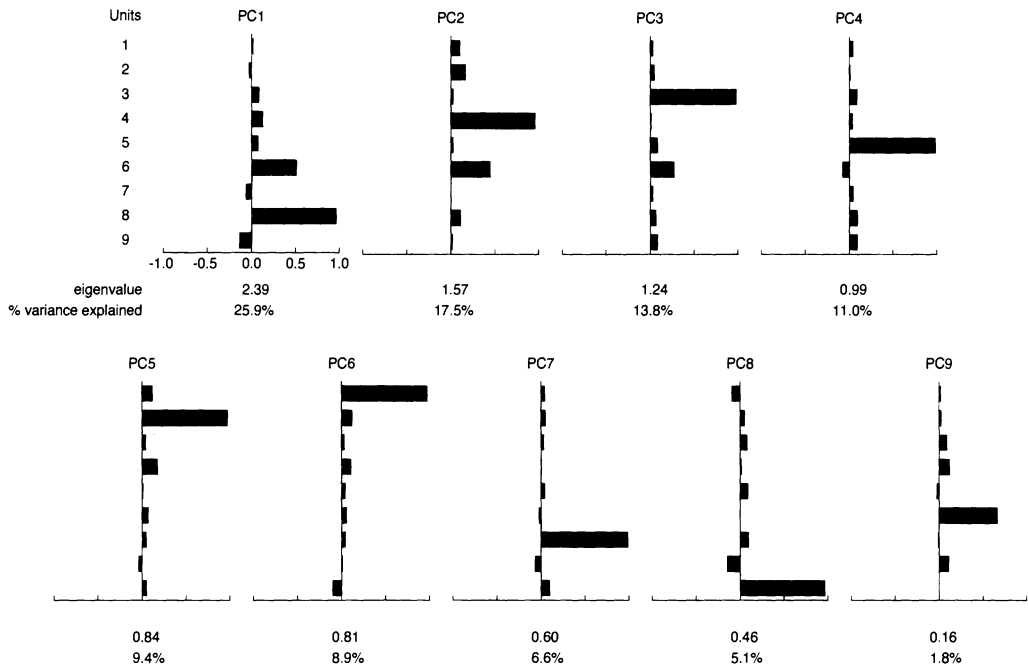 Units PC1 PC2 PC3 PC4
1
2
3
4
5
6
7
8
9
-1.0 -0.5 0.0 0.5 1.0
eigenvalue 2.39 1.57 1.24 0.99
% variance explained 25.9% 17.5% 13.8% 11.0%
PC5 PC6 PC7 PC8 PC9
0.84 0.81 0.60 0.46 0.16
9.4% 8.9% 6.6% 5.1% 1.8%